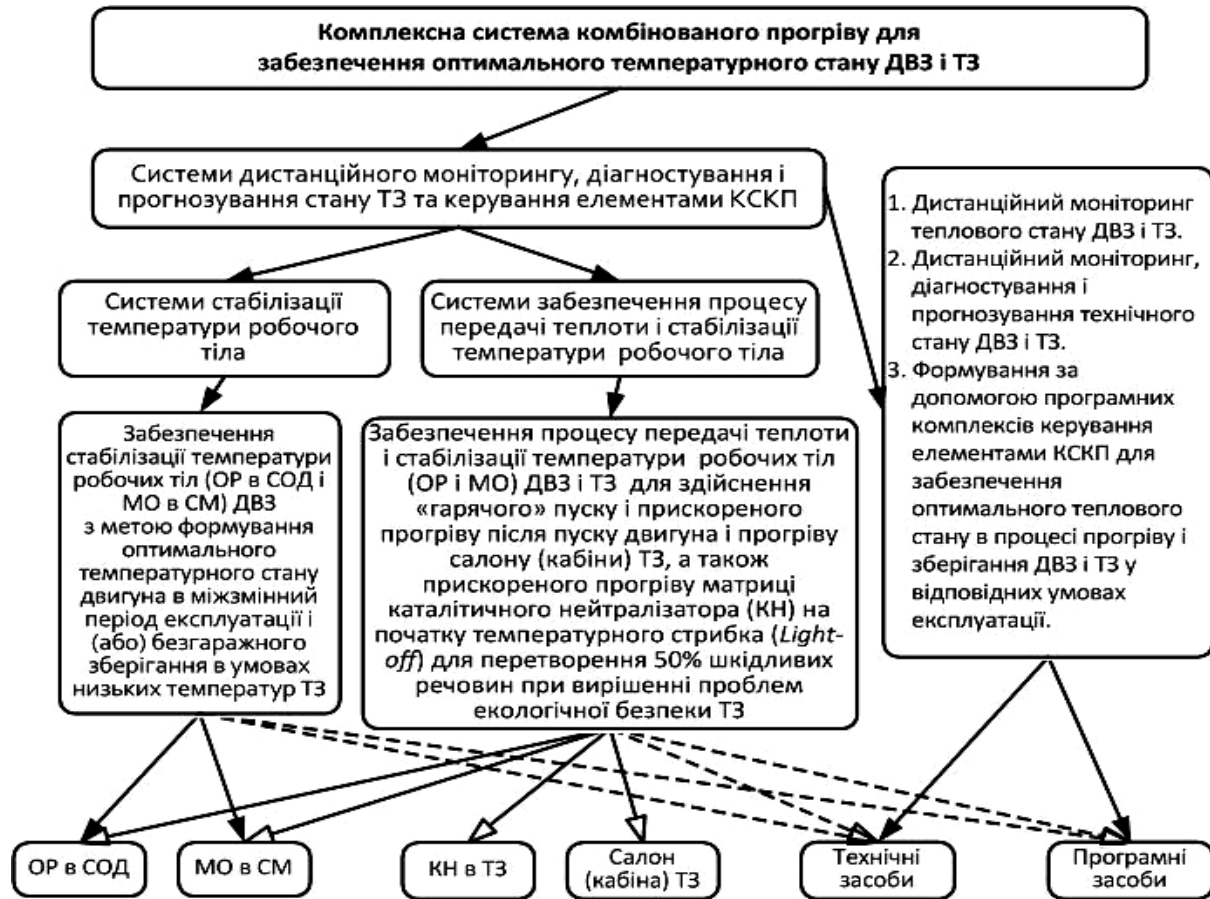 Комплексна система комбінованого прогріву для
забезпечення оптимального температурного стану ДВЗ і ТЗ
Системи дистанційного моніторингу, діагностування і
прогнозування стану ТЗ та керування елементами КСКП
1. Дистанційний моніторинг
теплового стану ДВЗ і ТЗ.
2. Дистанційний моніторинг,
діагностування і
прогнозування технічного
стану ДВЗ і ТЗ.
3. Формування за
допомогою програмних
комплексів керування
елементами КСКП для
забезпечення
оптимального теплового
стану в процесі прогріву і
зберігання ДВЗ і ТЗ у
відповідних умовах
експлуатації.
Системи стабілізації
температури робочого
тіла
Системи забезпечення процесу
передачі теплоти і стабілізації
температури робочого тіла
Забезпечення
стабілізації температури
робочих тіл (ОР в СОД і
МО в СМ) ДВЗ
з метою формування
оптимального
температурного стану
двигуна в міжзмінний
період експлуатації і
(або) безгаражного
зберігання в умовах
низьких температур ТЗ
Забезпечення процесу передачі теплоти
і стабілізації температури робочих тіл
(ОР і МО) ДВЗ і ТЗ для здійснення
«гарячого» пуску і прискореного
прогріву після пуску двигуна і прогріву
салону (кабіни) ТЗ, а також
прискореного прогріву матриці
каталітичного нейтралізатора (КН) на
початку температурного стрибка (Light-
off) для перетворення 50% шкідливих
речовин при вирішенні проблем
екологічної безпеки ТЗ
ОР в СОД
МО в СМ
КН в ТЗ
Салон
(кабіна) ТЗ
Технічні
засоби
Програмні
засоби